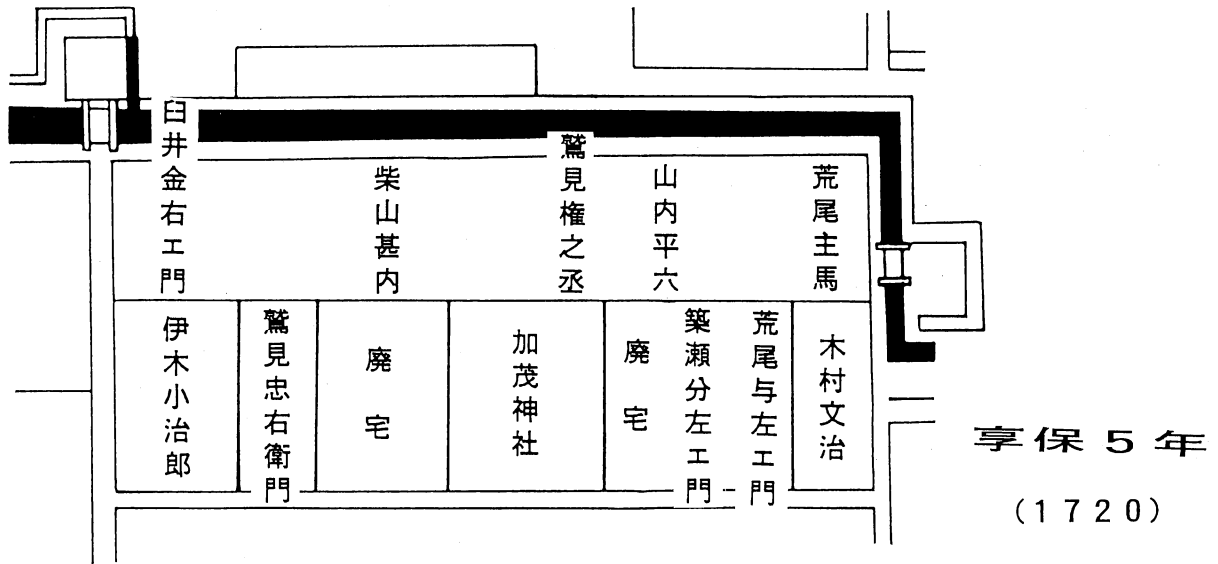 荒尾主馬
山内平六
鷲見権之丞
柴山甚内
臼井金右エ門
木村文治
荒尾与左エ門
築瀬分左エ門
廃宅
加茂神社
廃宅
鷲見忠右衛門
伊木小治郎
享保5年
(1720)